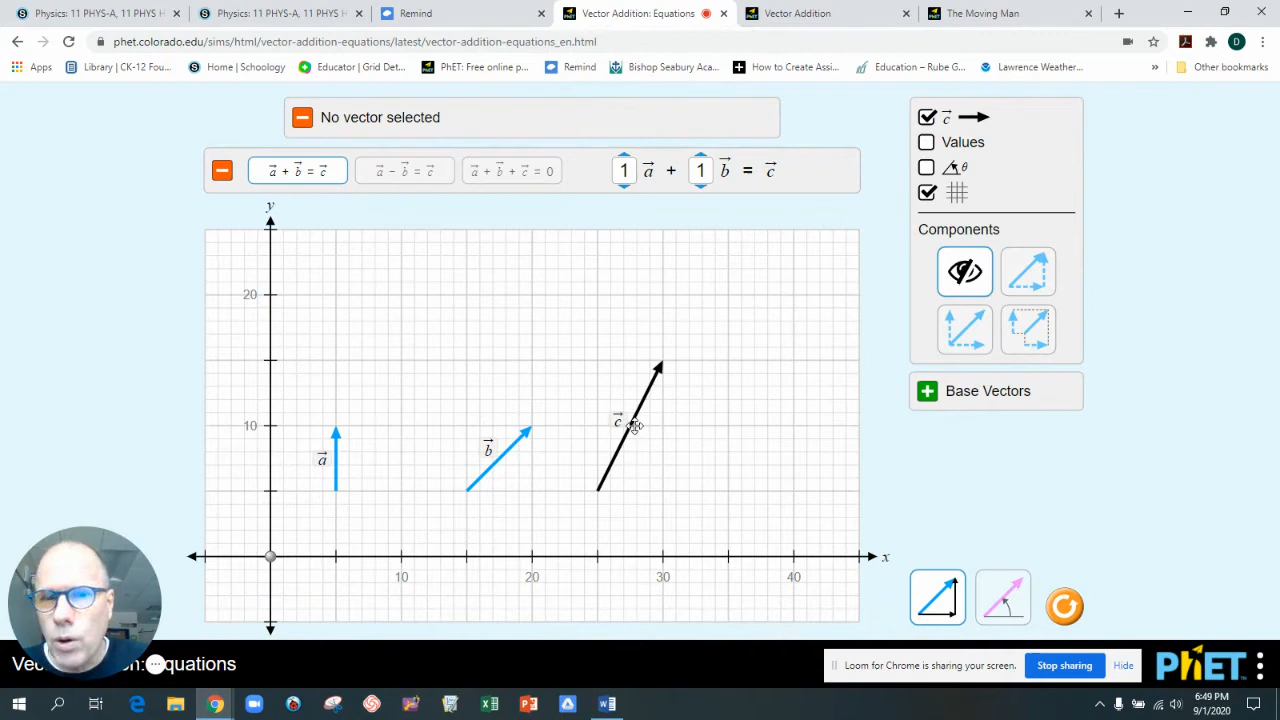 Physics: 11 PHYS-A, 11 PHYS H
Physics: 11 PHYS-A, 11 PHYS H
Remind
Vector Addition: Equations
Vector Addition
The Moving Man
phet.colorado.edu/sims/html/vector-addition-equations/latest/vector-addition-equations_en.html
D
Apps
Library | CK-12 Fou...
Home | Schoology
Educator | Grid Det...
PhET: Free online p...
Remind
Bishop Seabury Aca...
How to Create Assi...
Education – Rube G...
Lawrence Weather...
»
Other bookmarks
No vector selected
a + b = c
a − b = c
a + b + c = 0
1 a + 1 b = c
c
Values
θ
Components
Base Vectors
y
20
10
a
b
c
10
20
30
40
x
Vec
on: Equations
Loom for Chrome is sharing your screen.
Stop sharing
Hide
PhET
6:49 PM
9/1/2020